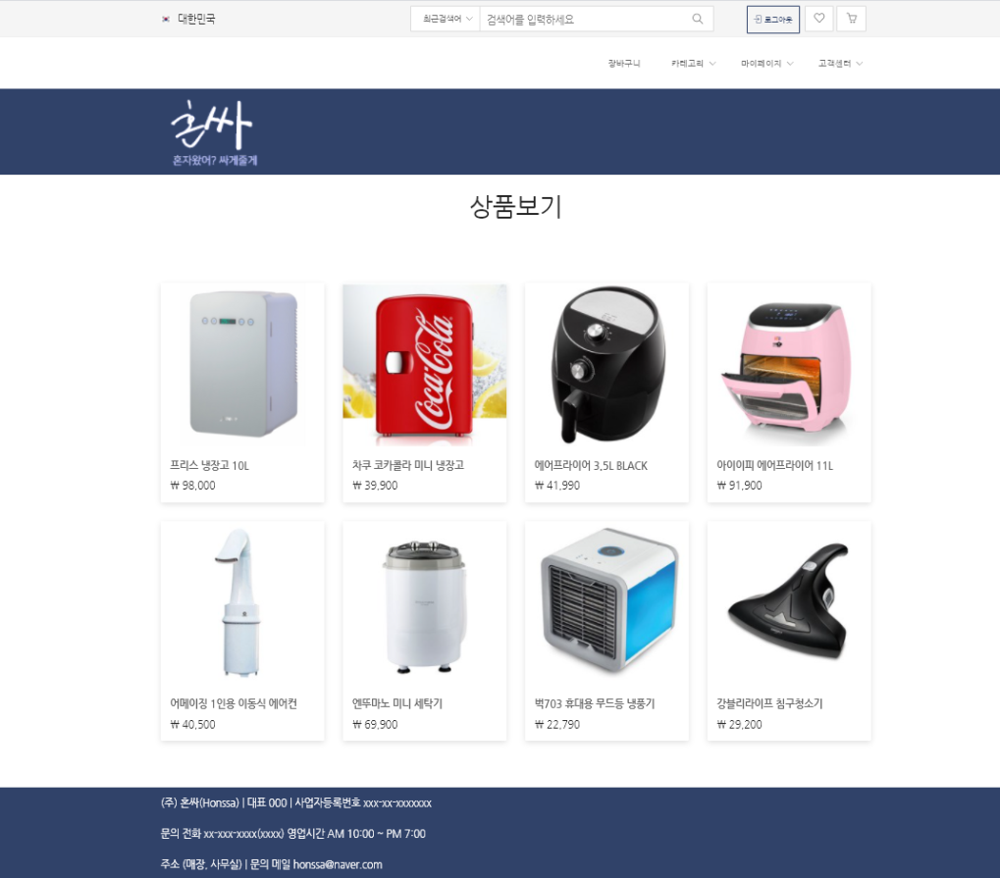 대한민국
최근검색어 검색어를 입력하세요 로그아웃
장바구니 카테고리 마이페이지 고객센터
혼싸
혼자왔어? 싸게줄게
상품보기
Coca-Cola
프리스 냉장고 10L
₩ 98,000
차쿠 코카콜라 미니 냉장고
₩ 39,900
에어프라이어 3.5L BLACK
₩ 41,990
아이이피 에어프라이어 11L
₩ 91,900
어메이징 1인용 이동식 에어컨
₩ 40,500
엔뚜마노 미니 세탁기
₩ 69,900
벅703 휴대용 무드등 냉풍기
₩ 22,790
강블리라이프 침구청소기
₩ 29,200
(주) 혼싸(Honssa) | 대표 000 | 사업자등록번호 xxx-xx-xxxxxxx
문의 전화 xx-xxx-xxxx(xxxx) 영업시간 AM 10:00 ~ PM 7:00
주소 (매장, 사무실) | 문의 메일 honssa@naver.com